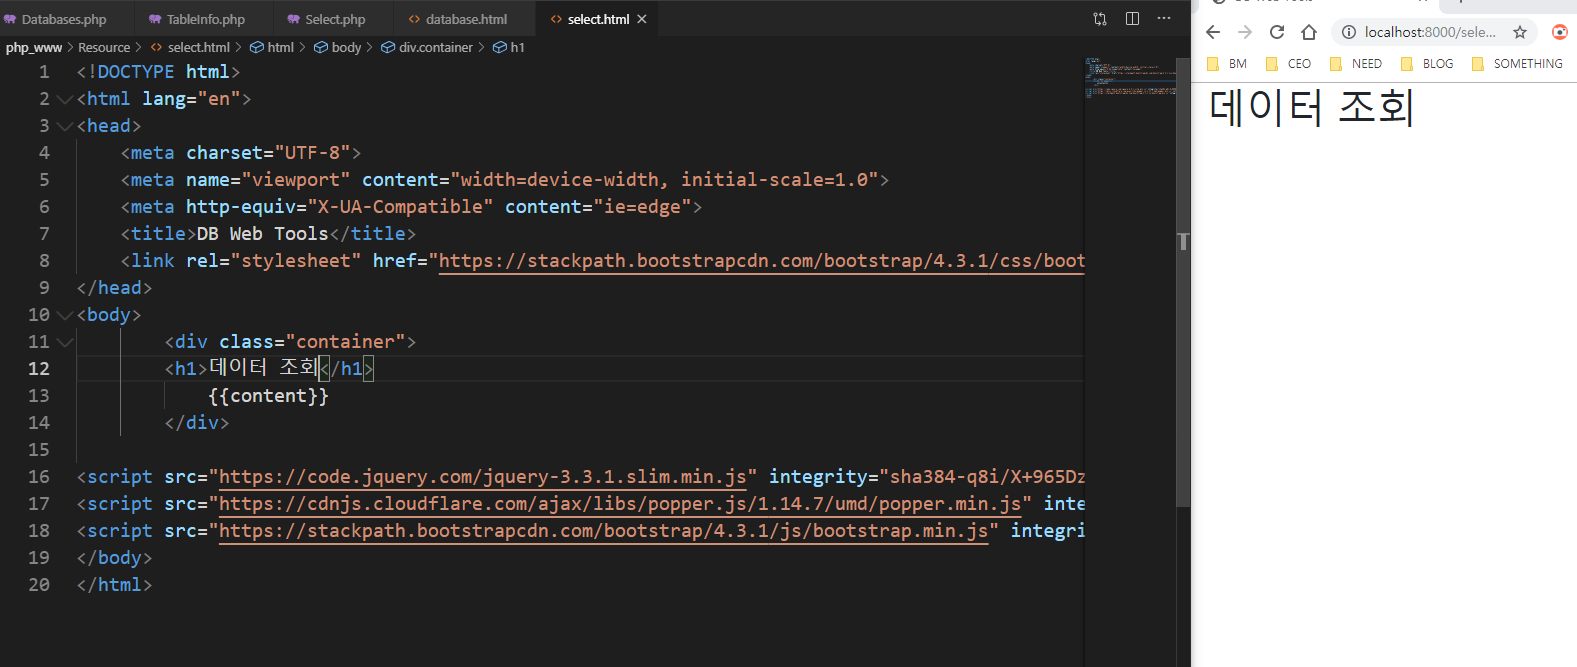 Databases.php TableInfo.php Select.php database.html select.html
php_www > Resource > select.html > html > body > div.container > h1
1 <!DOCTYPE html>
2 <html lang="en">
3 <head>
4 <meta charset="UTF-8">
5 <meta name="viewport" content="width=device-width, initial-scale=1.0">
6 <meta http-equiv="X-UA-Compatible" content="ie=edge">
7 <title>DB Web Tools</title>
8 <link rel="stylesheet" href="https://stackpath.bootstrapcdn.com/bootstrap/4.3.1/css/boot
9 </head>
10 <body>
11 <div class="container">
12 <h1>데이터 조회</h1>
13 {{content}}
14 </div>
15
16 <script src="https://code.jquery.com/jquery-3.3.1.slim.min.js" integrity="sha384-q8i/X+965Dz
17 <script src="https://cdnjs.cloudflare.com/ajax/libs/popper.js/1.14.7/umd/popper.min.js" inte
18 <script src="https://stackpath.bootstrapcdn.com/bootstrap/4.3.1/js/bootstrap.min.js" integri
19 </body>
20 </html>
localhost:8000/sele...
BM CEO NEED BLOG SOMETHING
데이터 조회